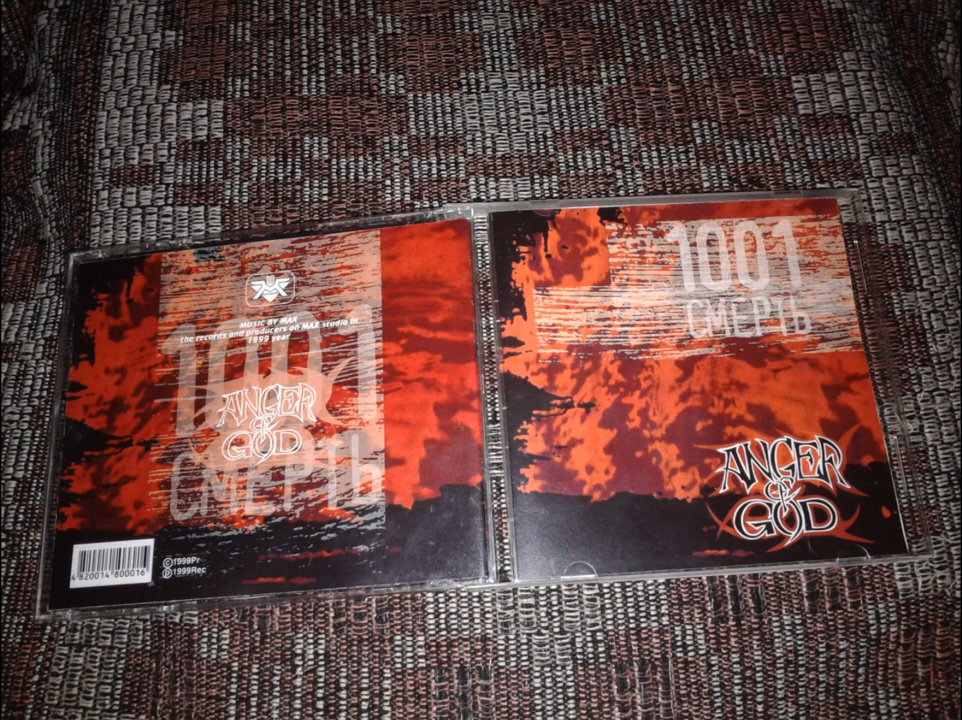 1001
СМЕРТЬ
MUSIC BY MAX
the records and producers on MAX studio in
1999 year
ANGER
OF
GOD
4 820014 800016
©1999Pr
℗1999Rec
1001
СМЕРТЬ
ANGER
OF
GOD